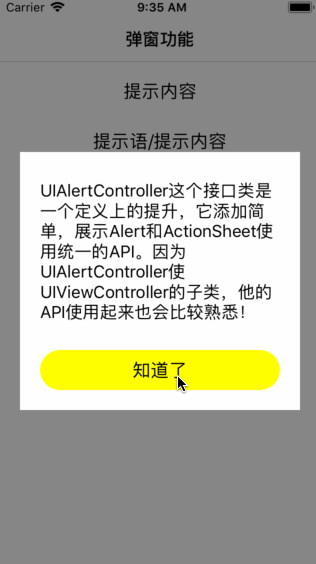 Carrier 9:35 AM
弹窗功能
提示内容
提示语/提示内容
UIAlertController这个接口类是
一个定义上的提升，它添加简
单，展示Alert和ActionSheet使
用统一的API。因为
UIAlertController使
UIViewController的子类，他的
API使用起来也会比较熟悉！
知道了